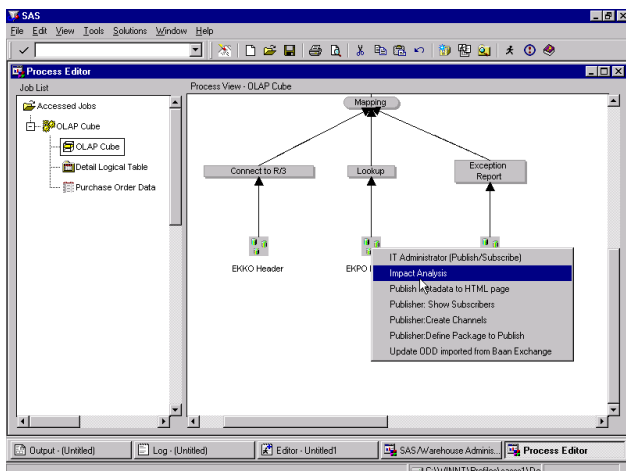 SAS
File Edit View Tools Solutions Window Help
Process Editor
Job List
Process View - OLAP Cube
Accessed Jobs
OLAP Cube
OLAP Cube
Detail Logical Table
Purchase Order Data
Mapping
Connect to R/3
Lookup
Exception
Report
EKKO Header
EKPO
IT Administrator (Publish/Subscribe)
Impact Analysis
Publish Metadata to HTML page
Publisher: Show Subscribers
Publisher:Create Channels
Publisher:Define Package to Publish
Update ODD imported from Baan Exchange
Output - (Untitled)
Log - (Untitled)
Editor - Untitled1
SAS/Warehouse Adminis...
Process Editor